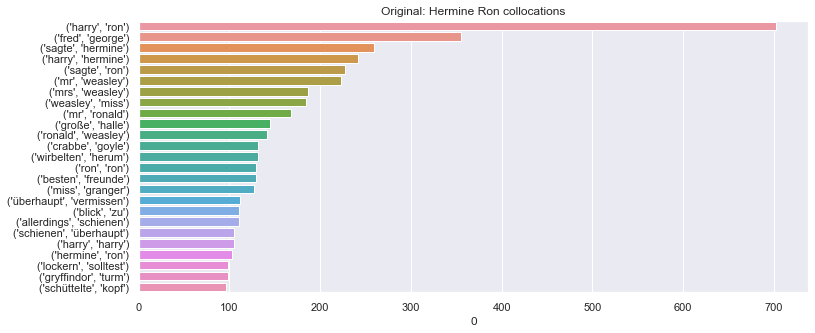 Original: Hermine Ron collocations
('harry', 'ron')
('fred', 'george')
('sagte', 'hermine')
('harry', 'hermine')
('sagte', 'ron')
('mr', 'weasley')
('mrs', 'weasley')
('weasley', 'miss')
('mr', 'ronald')
('große', 'halle')
('ronald', 'weasley')
('crabbe', 'goyle')
('wirbelten', 'herum')
('ron', 'ron')
('besten', 'freunde')
('miss', 'granger')
('überhaupt', 'vermissen')
('blick', 'zu')
('allerdings', 'schienen')
('schienen', 'überhaupt')
('harry', 'harry')
('hermine', 'ron')
('lockern', 'solltest')
('gryffindor', 'turm')
('schüttelte', 'kopf')
0 100 200 300 400 500 600 700
0